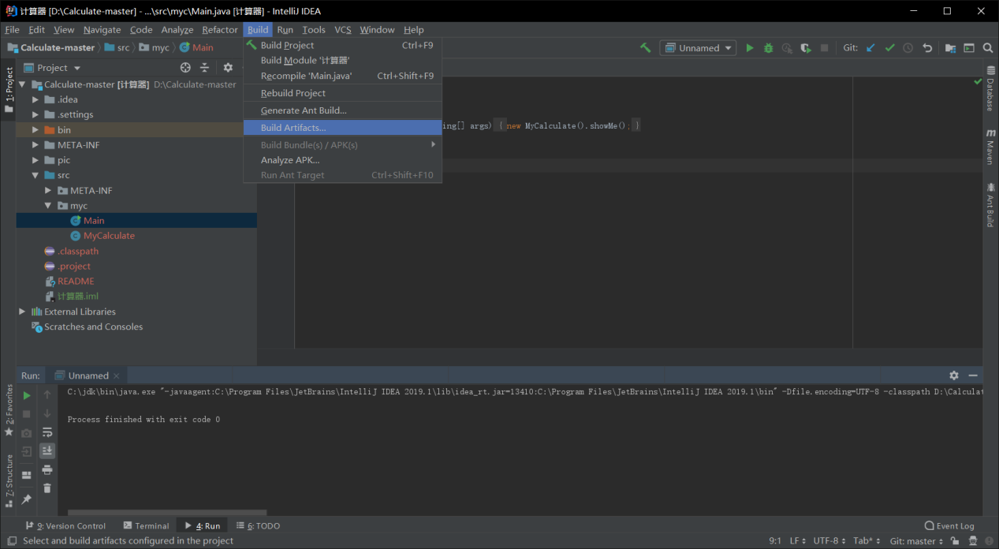 计算器 [D:\Calculate-master] - ...\src\myc\Main.java [计算器] - IntelliJ IDEA
File Edit View Navigate Code Analyze Refactor Build Run Tools VCS Window Help
Calculate-master src myc Main
Unnamed Git:
Build Project Ctrl+F9
Build Module '计算器'
Recompile 'Main.java' Ctrl+Shift+F9
Rebuild Project
Generate Ant Build...
Build Artifacts...
Build Bundle(s) / APK(s)
Analyze APK...
Run Ant Target Ctrl+Shift+F10
1: Project
Project
Calculate-master [计算器] D:\Calculate-master
.idea
.settings
bin
META-INF
pic
src
META-INF
myc
Main
MyCalculate
.classpath
.project
README
计算器.iml
External Libraries
Scratches and Consoles
ing[] args) { new MyCalculate().showMe(); }
Database
Maven
Ant Build
2: Favorites
Z: Structure
Run: Unnamed
C:\jdk\bin\java.exe "-javaagent:C:\Program Files\JetBrains\IntelliJ IDEA 2019.1\lib\idea_rt.jar=13410:C:\Program Files\JetBrains\IntelliJ IDEA 2019.1\bin" -Dfile.encoding=UTF-8 -classpath D:\Calculat
Process finished with exit code 0
9: Version Control Terminal 4: Run 6: TODO Event Log
Select and build artifacts configured in the project 9:1 LF UTF-8 Tab* Git: master